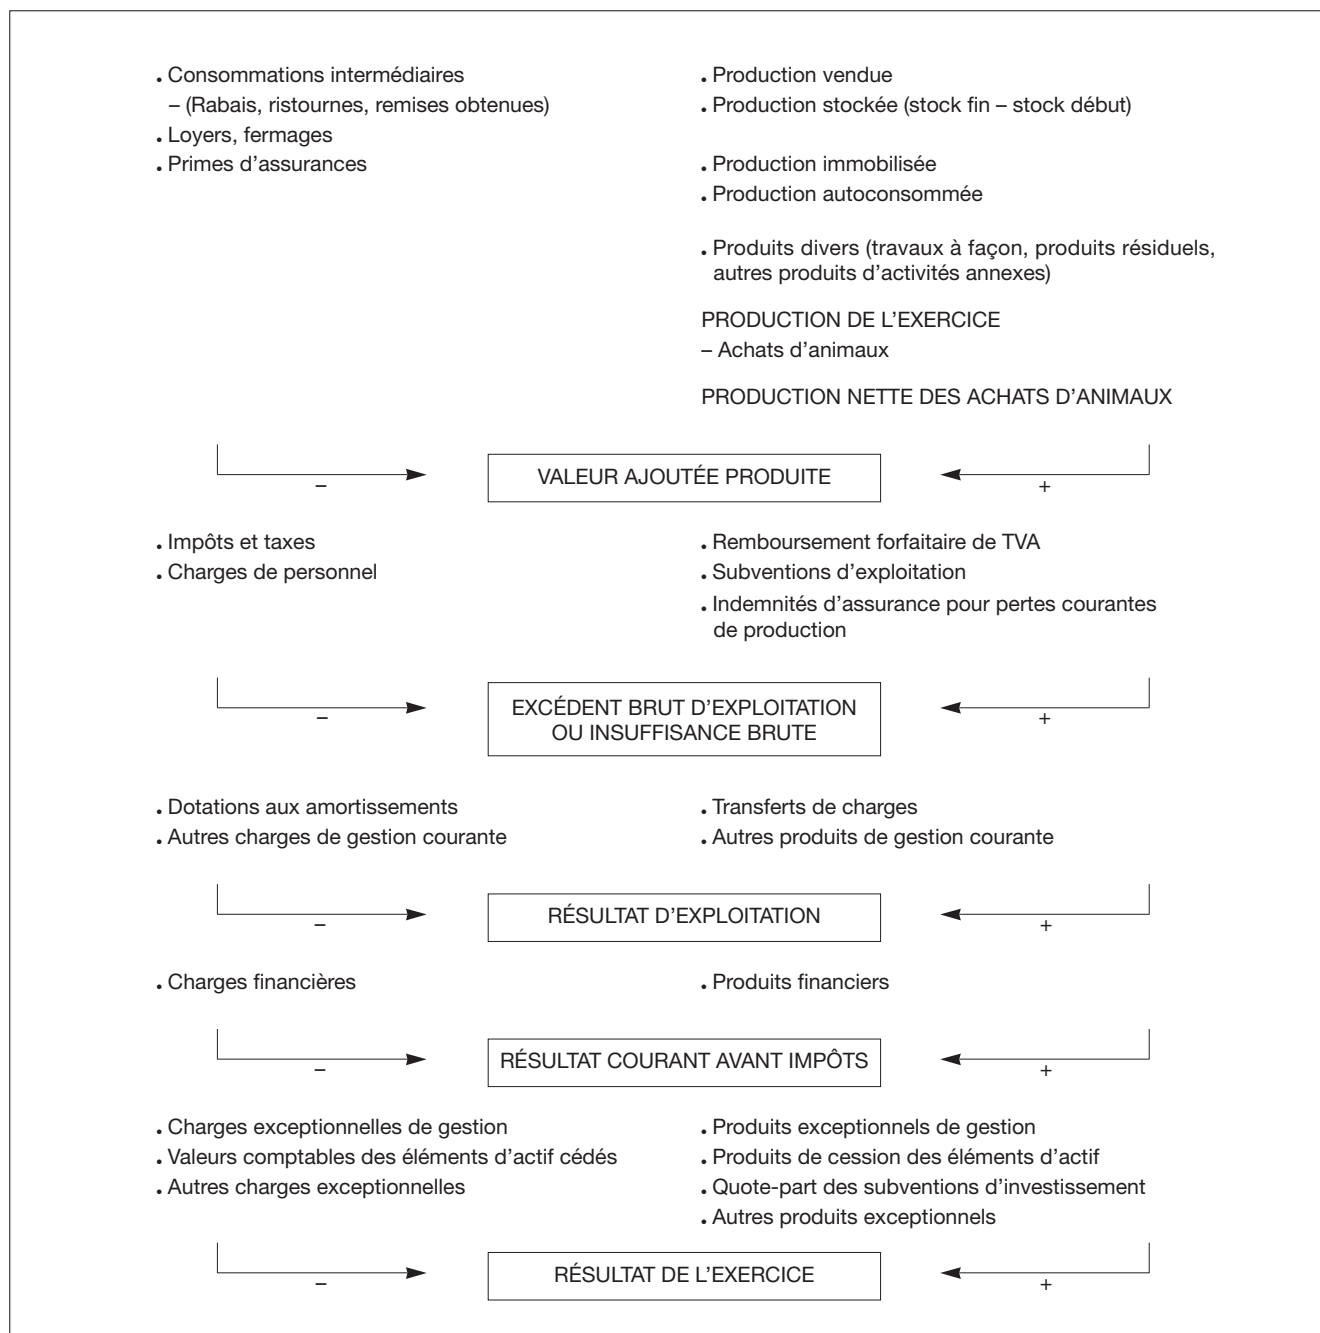 . Consommations intermédiaires
– (Rabais, ristournes, remises obtenues)
. Loyers, fermages
. Primes d'assurances
. Production vendue
. Production stockée (stock fin – stock début)
. Production immobilisée
. Production autoconsommée
. Produits divers (travaux à façon, produits résiduels,
autres produits d'activités annexes)
PRODUCTION DE L'EXERCICE
– Achats d'animaux
PRODUCTION NETTE DES ACHATS D'ANIMAUX
–
VALEUR AJOUTÉE PRODUITE
+
. Impôts et taxes
. Charges de personnel
. Remboursement forfaitaire de TVA
. Subventions d'exploitation
. Indemnités d'assurance pour pertes courantes
de production
–
EXCÉDENT BRUT D'EXPLOITATION
OU INSUFFISANCE BRUTE
+
. Dotations aux amortissements
. Autres charges de gestion courante
. Transferts de charges
. Autres produits de gestion courante
–
RÉSULTAT D'EXPLOITATION
+
. Charges financières
. Produits financiers
–
RÉSULTAT COURANT AVANT IMPÔTS
+
. Charges exceptionnelles de gestion
. Valeurs comptables des éléments d'actif cédés
. Autres charges exceptionnelles
. Produits exceptionnels de gestion
. Produits de cession des éléments d'actif
. Quote-part des subventions d'investissement
. Autres produits exceptionnels
–
RÉSULTAT DE L'EXERCICE
+